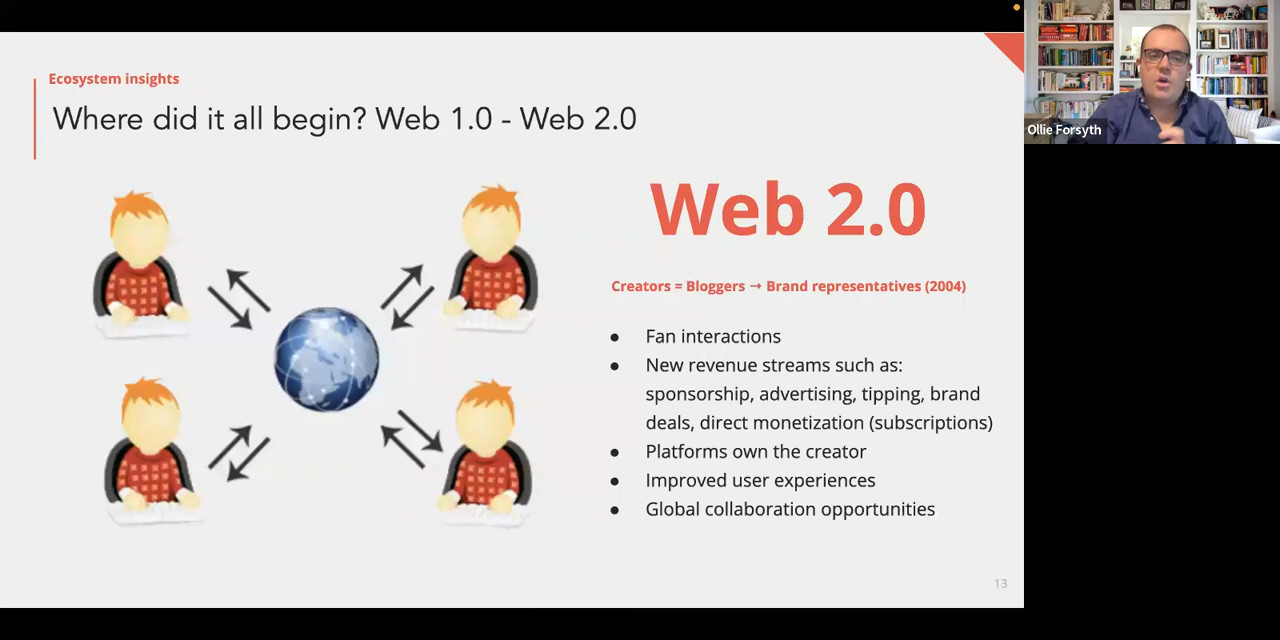 Ecosystem insights
Where did it all begin? Web 1.0 - Web 2.0
Web 2.0
Creators = Bloggers → Brand representatives (2004)
● Fan interactions
● New revenue streams such as:
sponsorship, advertising, tipping, brand
deals, direct monetization (subscriptions)
● Platforms own the creator
● Improved user experiences
● Global collaboration opportunities
13
Ollie Forsyth